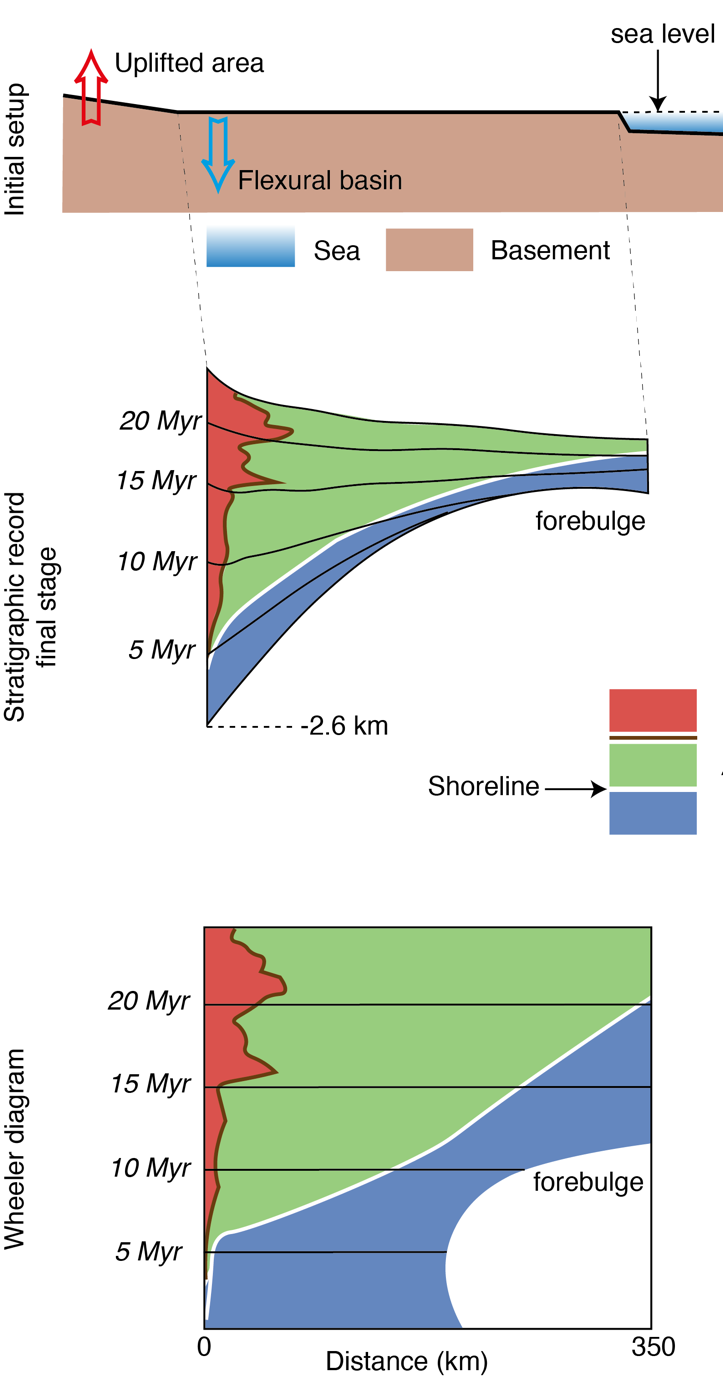 sea level
Uplifted area
Initial setup
Flexural basin
Sea
Basement
20 Myr
15 Myr
forebulge
10 Myr
Stratigraphic record
final stage
5 Myr
-2.6 km
Shoreline
20 Myr
15 Myr
Wheeler diagram
10 Myr
forebulge
5 Myr
0
350
Distance (km)